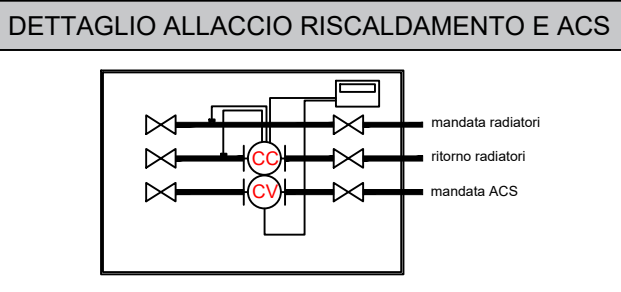 DETTAGLIO ALLACCIO RISCALDAMENTO E ACS
mandata radiatori
CC
ritorno radiatori
CV
mandata ACS